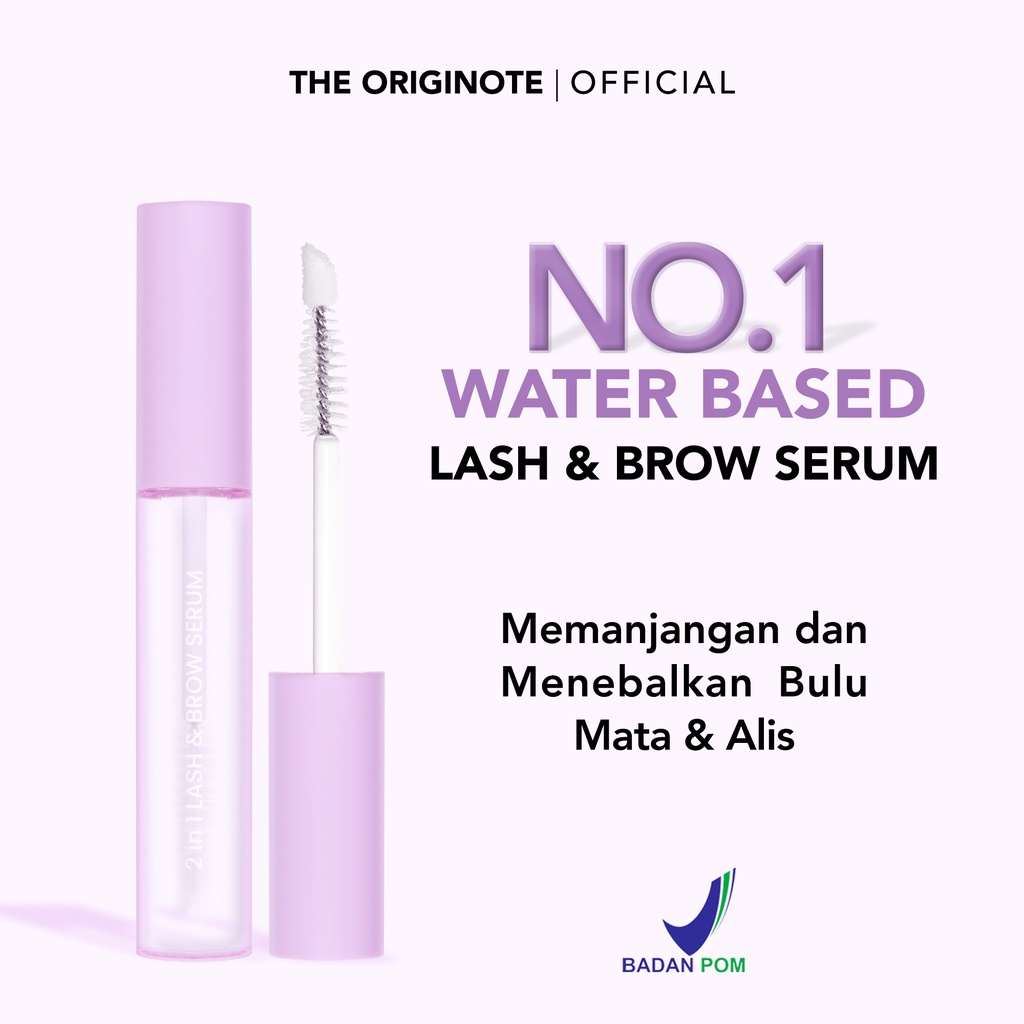 THE ORIGINOTE | OFFICIAL
NO.1
WATER BASED
LASH & BROW SERUM
Memanjangan dan
Menebalkan Bulu
Mata & Alis
2 in 1 LASH & BROW SERUM
BADAN POM